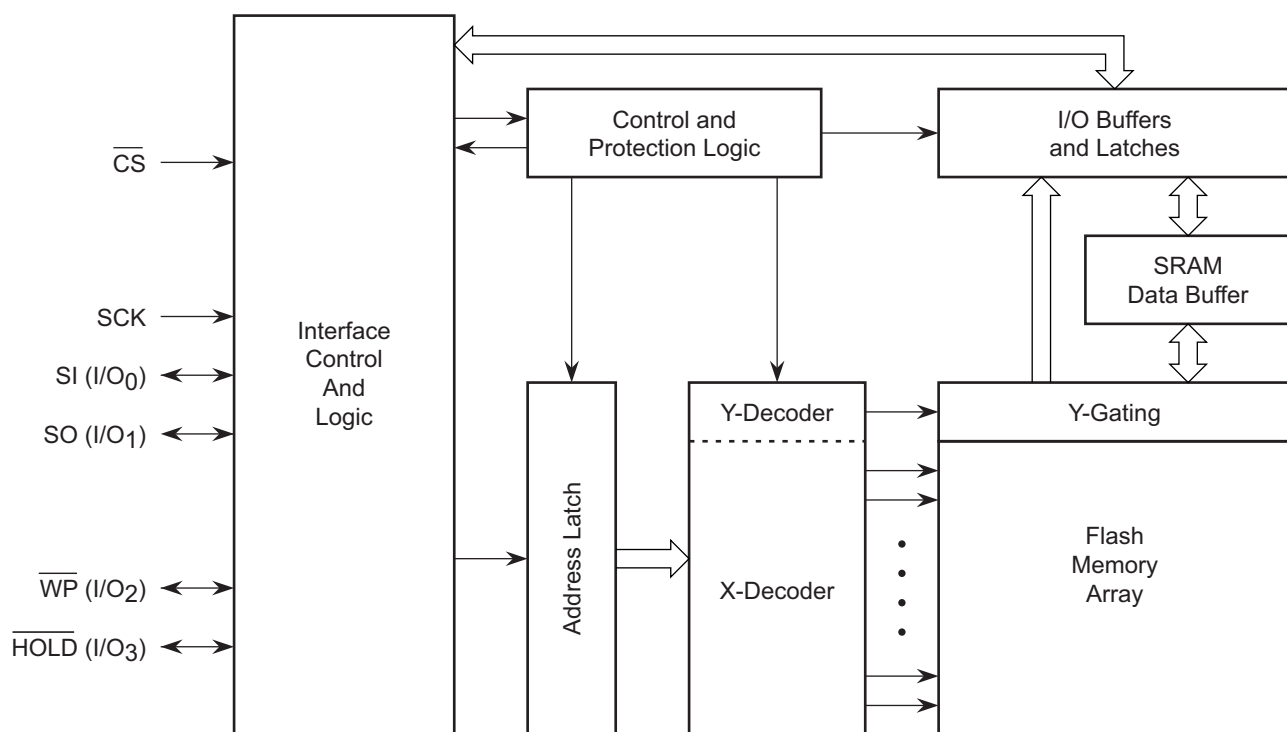 CS
SCK
SI (I/O0)
SO (I/O1)
WP (I/O2)
HOLD (I/O3)
Interface
Control
And
Logic
Control and
Protection Logic
I/O Buffers
and Latches
SRAM
Data Buffer
Address Latch
Y-Decoder
X-Decoder
Y-Gating
Flash
Memory
Array